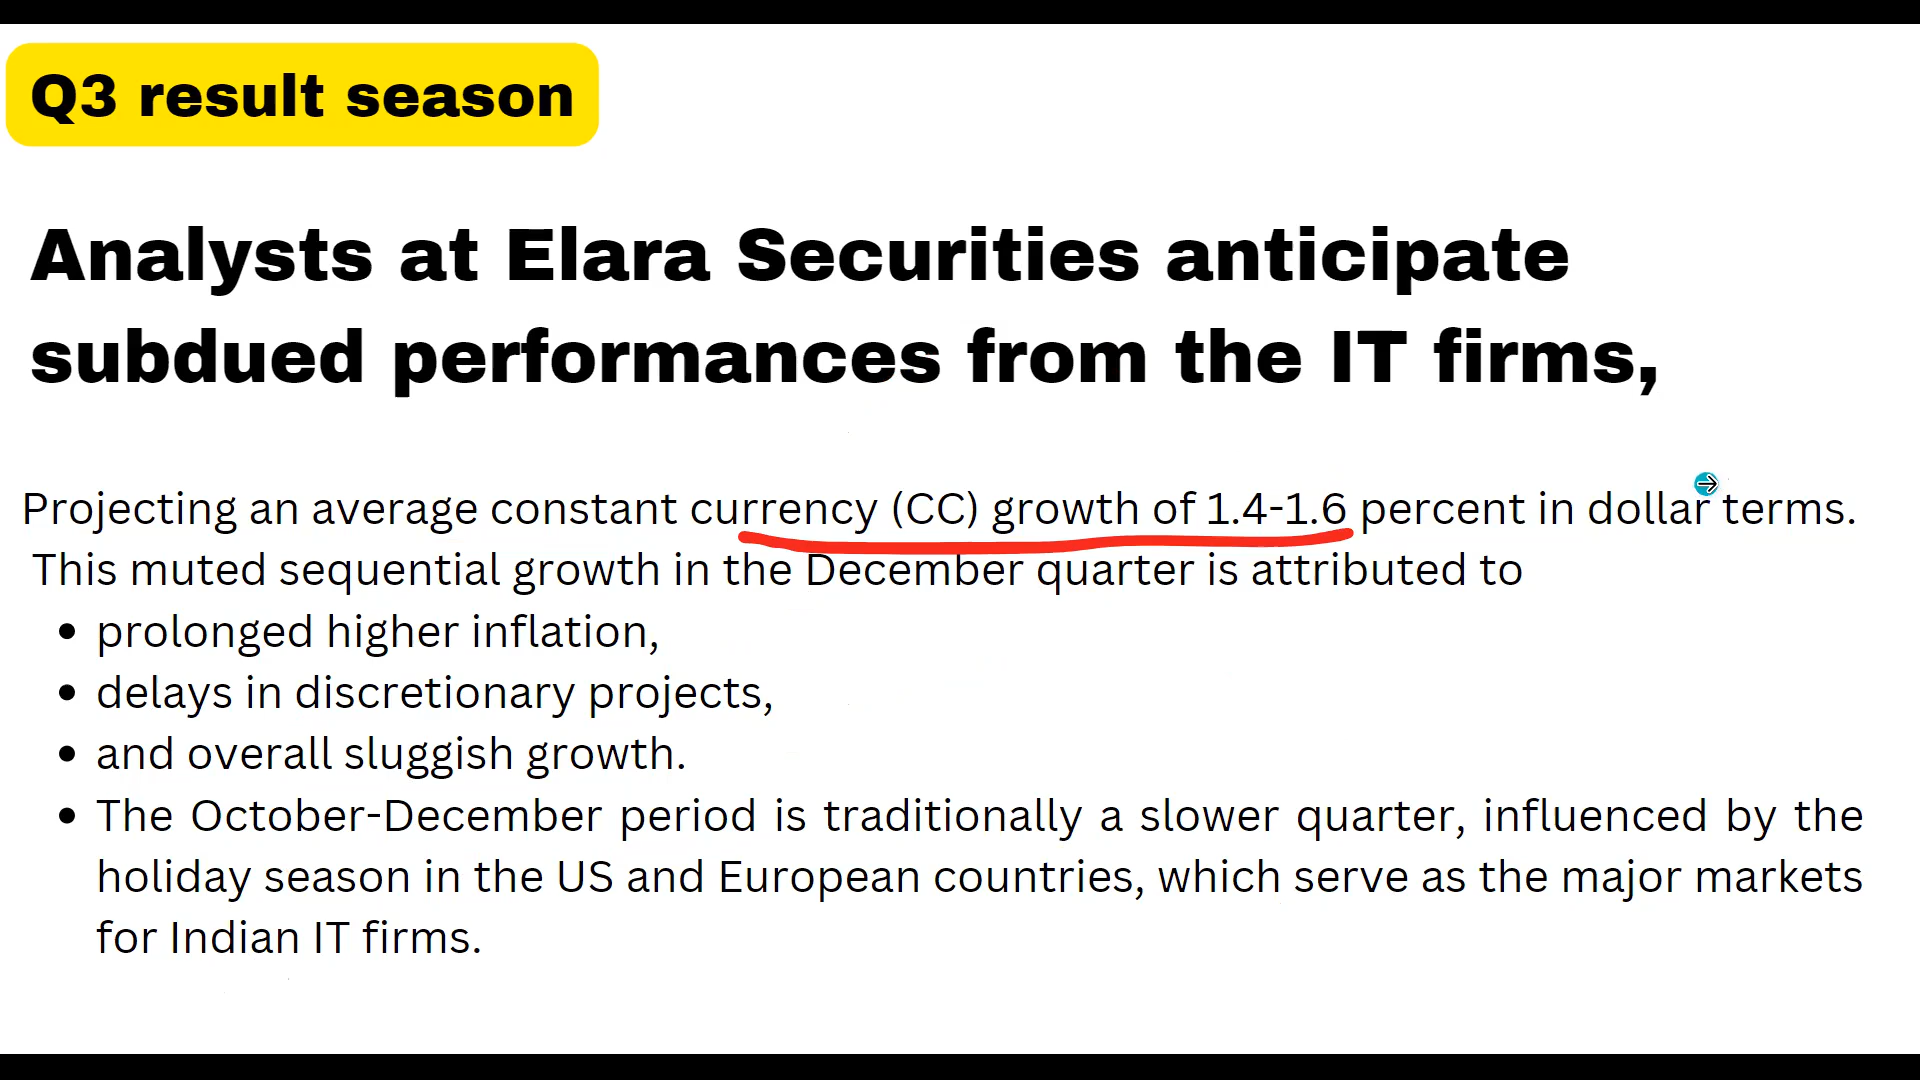 Q3 result season
Analysts at Elara Securities anticipate
subdued performances from the IT firms,
Projecting an average constant currency (CC) growth of 1.4-1.6 percent in dollar terms.
This muted sequential growth in the December quarter is attributed to
• prolonged higher inflation,
• delays in discretionary projects,
• and overall sluggish growth.
• The October-December period is traditionally a slower quarter, influenced by the
holiday season in the US and European countries, which serve as the major markets
for Indian IT firms.